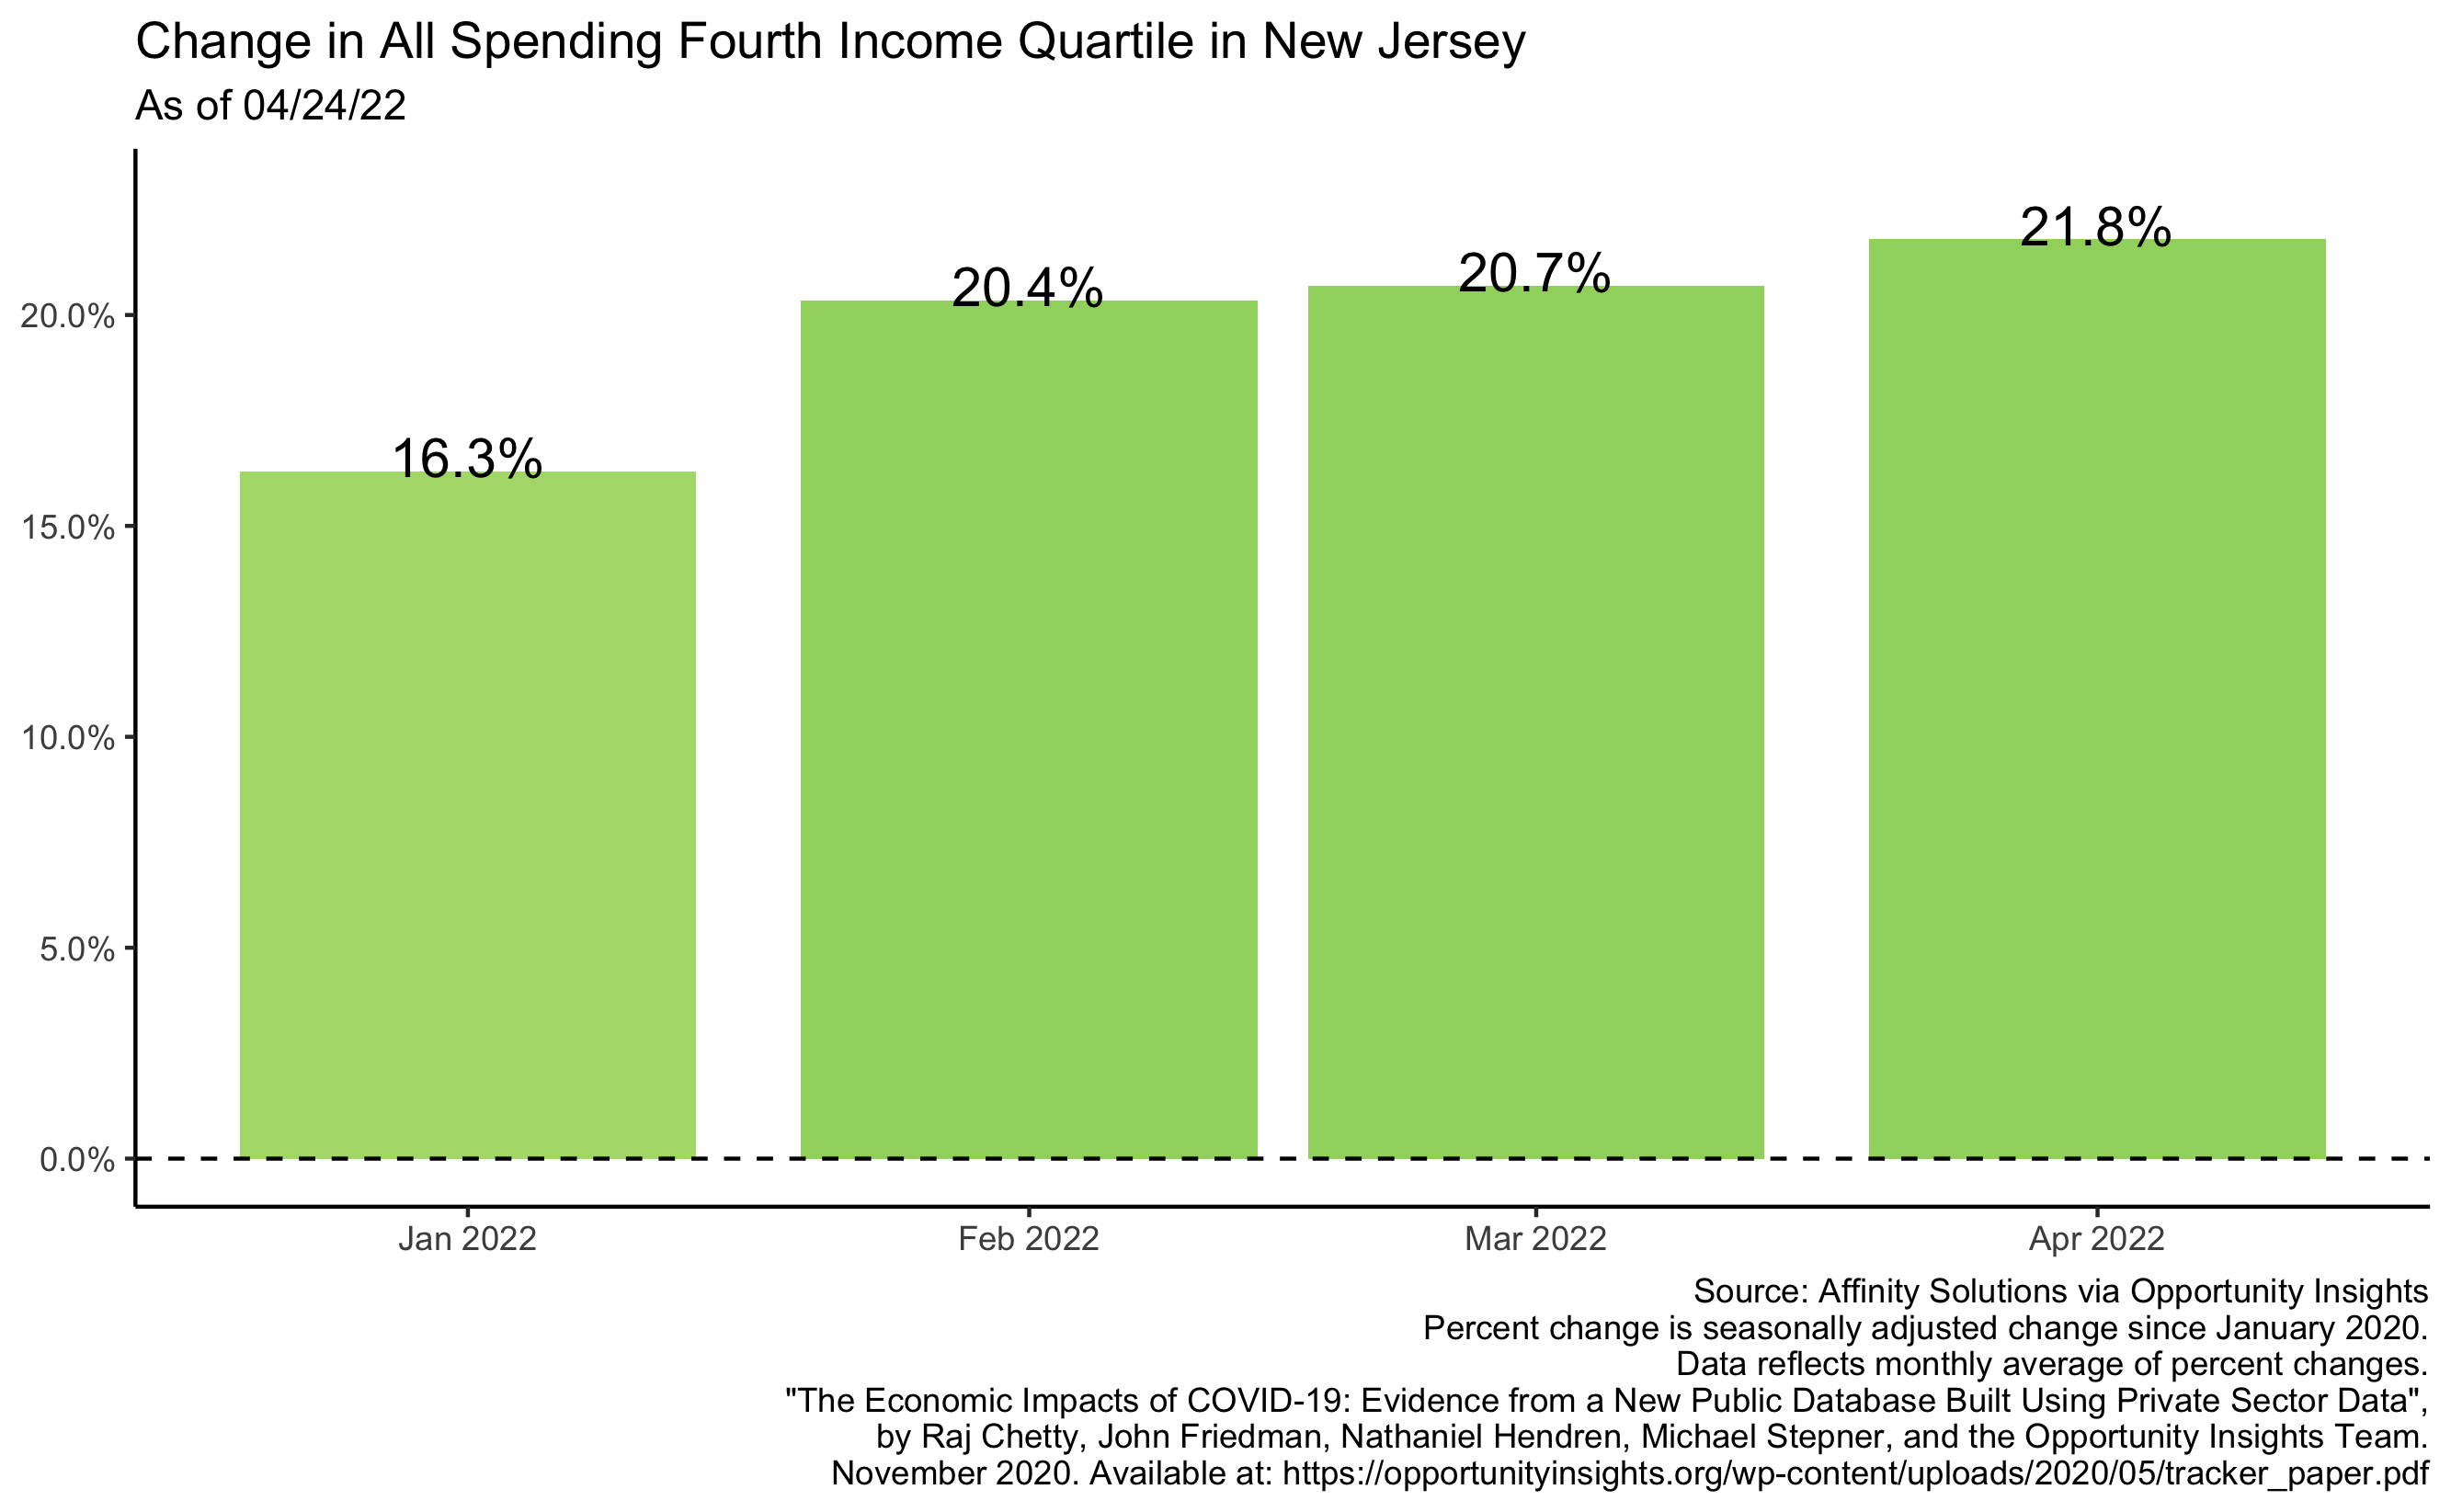 Change in All Spending Fourth Income Quartile in New Jersey
As of 04/24/22
21.8%
20.7%
20.4%
16.3%
20.0%
15.0%
10.0%
5.0%
0.0%
Jan 2022
Feb 2022
Mar 2022
Apr 2022
Source: Affinity Solutions via Opportunity Insights
Percent change is seasonally adjusted change since January 2020.
Data reflects monthly average of percent changes.
"The Economic Impacts of COVID-19: Evidence from a New Public Database Built Using Private Sector Data",
by Raj Chetty, John Friedman, Nathaniel Hendren, Michael Stepner, and the Opportunity Insights Team.
November 2020. Available at: https://opportunityinsights.org/wp-content/uploads/2020/05/tracker_paper.pdf